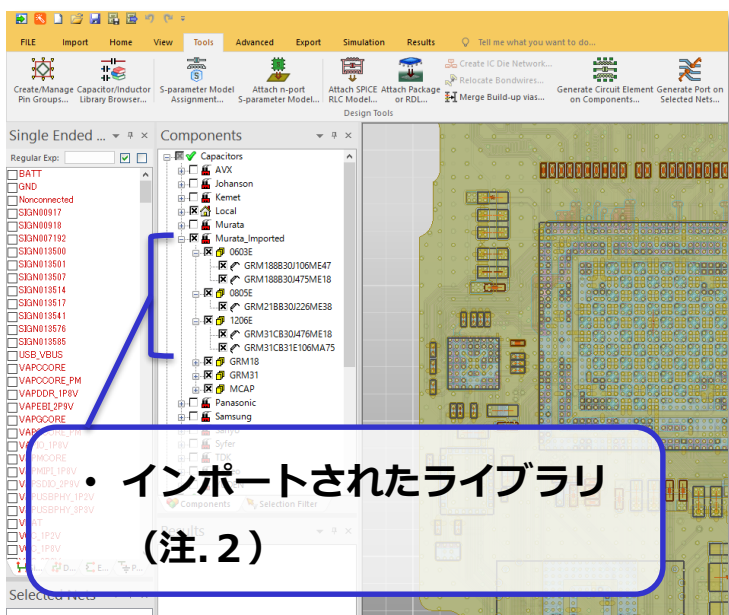 FILE Import Home View Tools Advanced Export Simulation Results Tell me what you want to do...
Create/Manage Pin Groups...
Capacitor/Inductor Library Browser...
S-parameter Model Assignment...
Attach n-port S-parameter Model...
Attach SPICE RLC Model...
Attach Package or RDL...
Create IC Die Network...
Relocate Bondwires...
Merge Build-up vias...
Generate Circuit Element on Components...
Generate Port on Selected Nets...
Design Tools
Single Ended ...
Regular Exp:
BATT
GND
Nonconnected
SIGN00917
SIGN00918
SIGN007192
SIGN013500
SIGN013501
SIGN013507
SIGN013514
SIGN013517
SIGN013541
SIGN013576
SIGN013585
USB_VBUS
VAPCCORE
VAPCCORE_PM
VAPDDR_1P8V
VAPEBI_2P9V
VAPGCORE
Components
Capacitors
AVX
Johanson
Kemet
Local
Murata
Murata_Imported
0603E
GRM188B30J106ME47
GRM188B30J475ME18
0805E
GRM21BB30J226ME38
1206E
GRM31CB30J476ME18
GRM31CB31E106MA75
GRM18
GRM31
MCAP
Panasonic
Samsung
Syfer
TDK
Components Selection Filter
Results
・ インポートされたライブラリ
(注.２)
Selected Nets